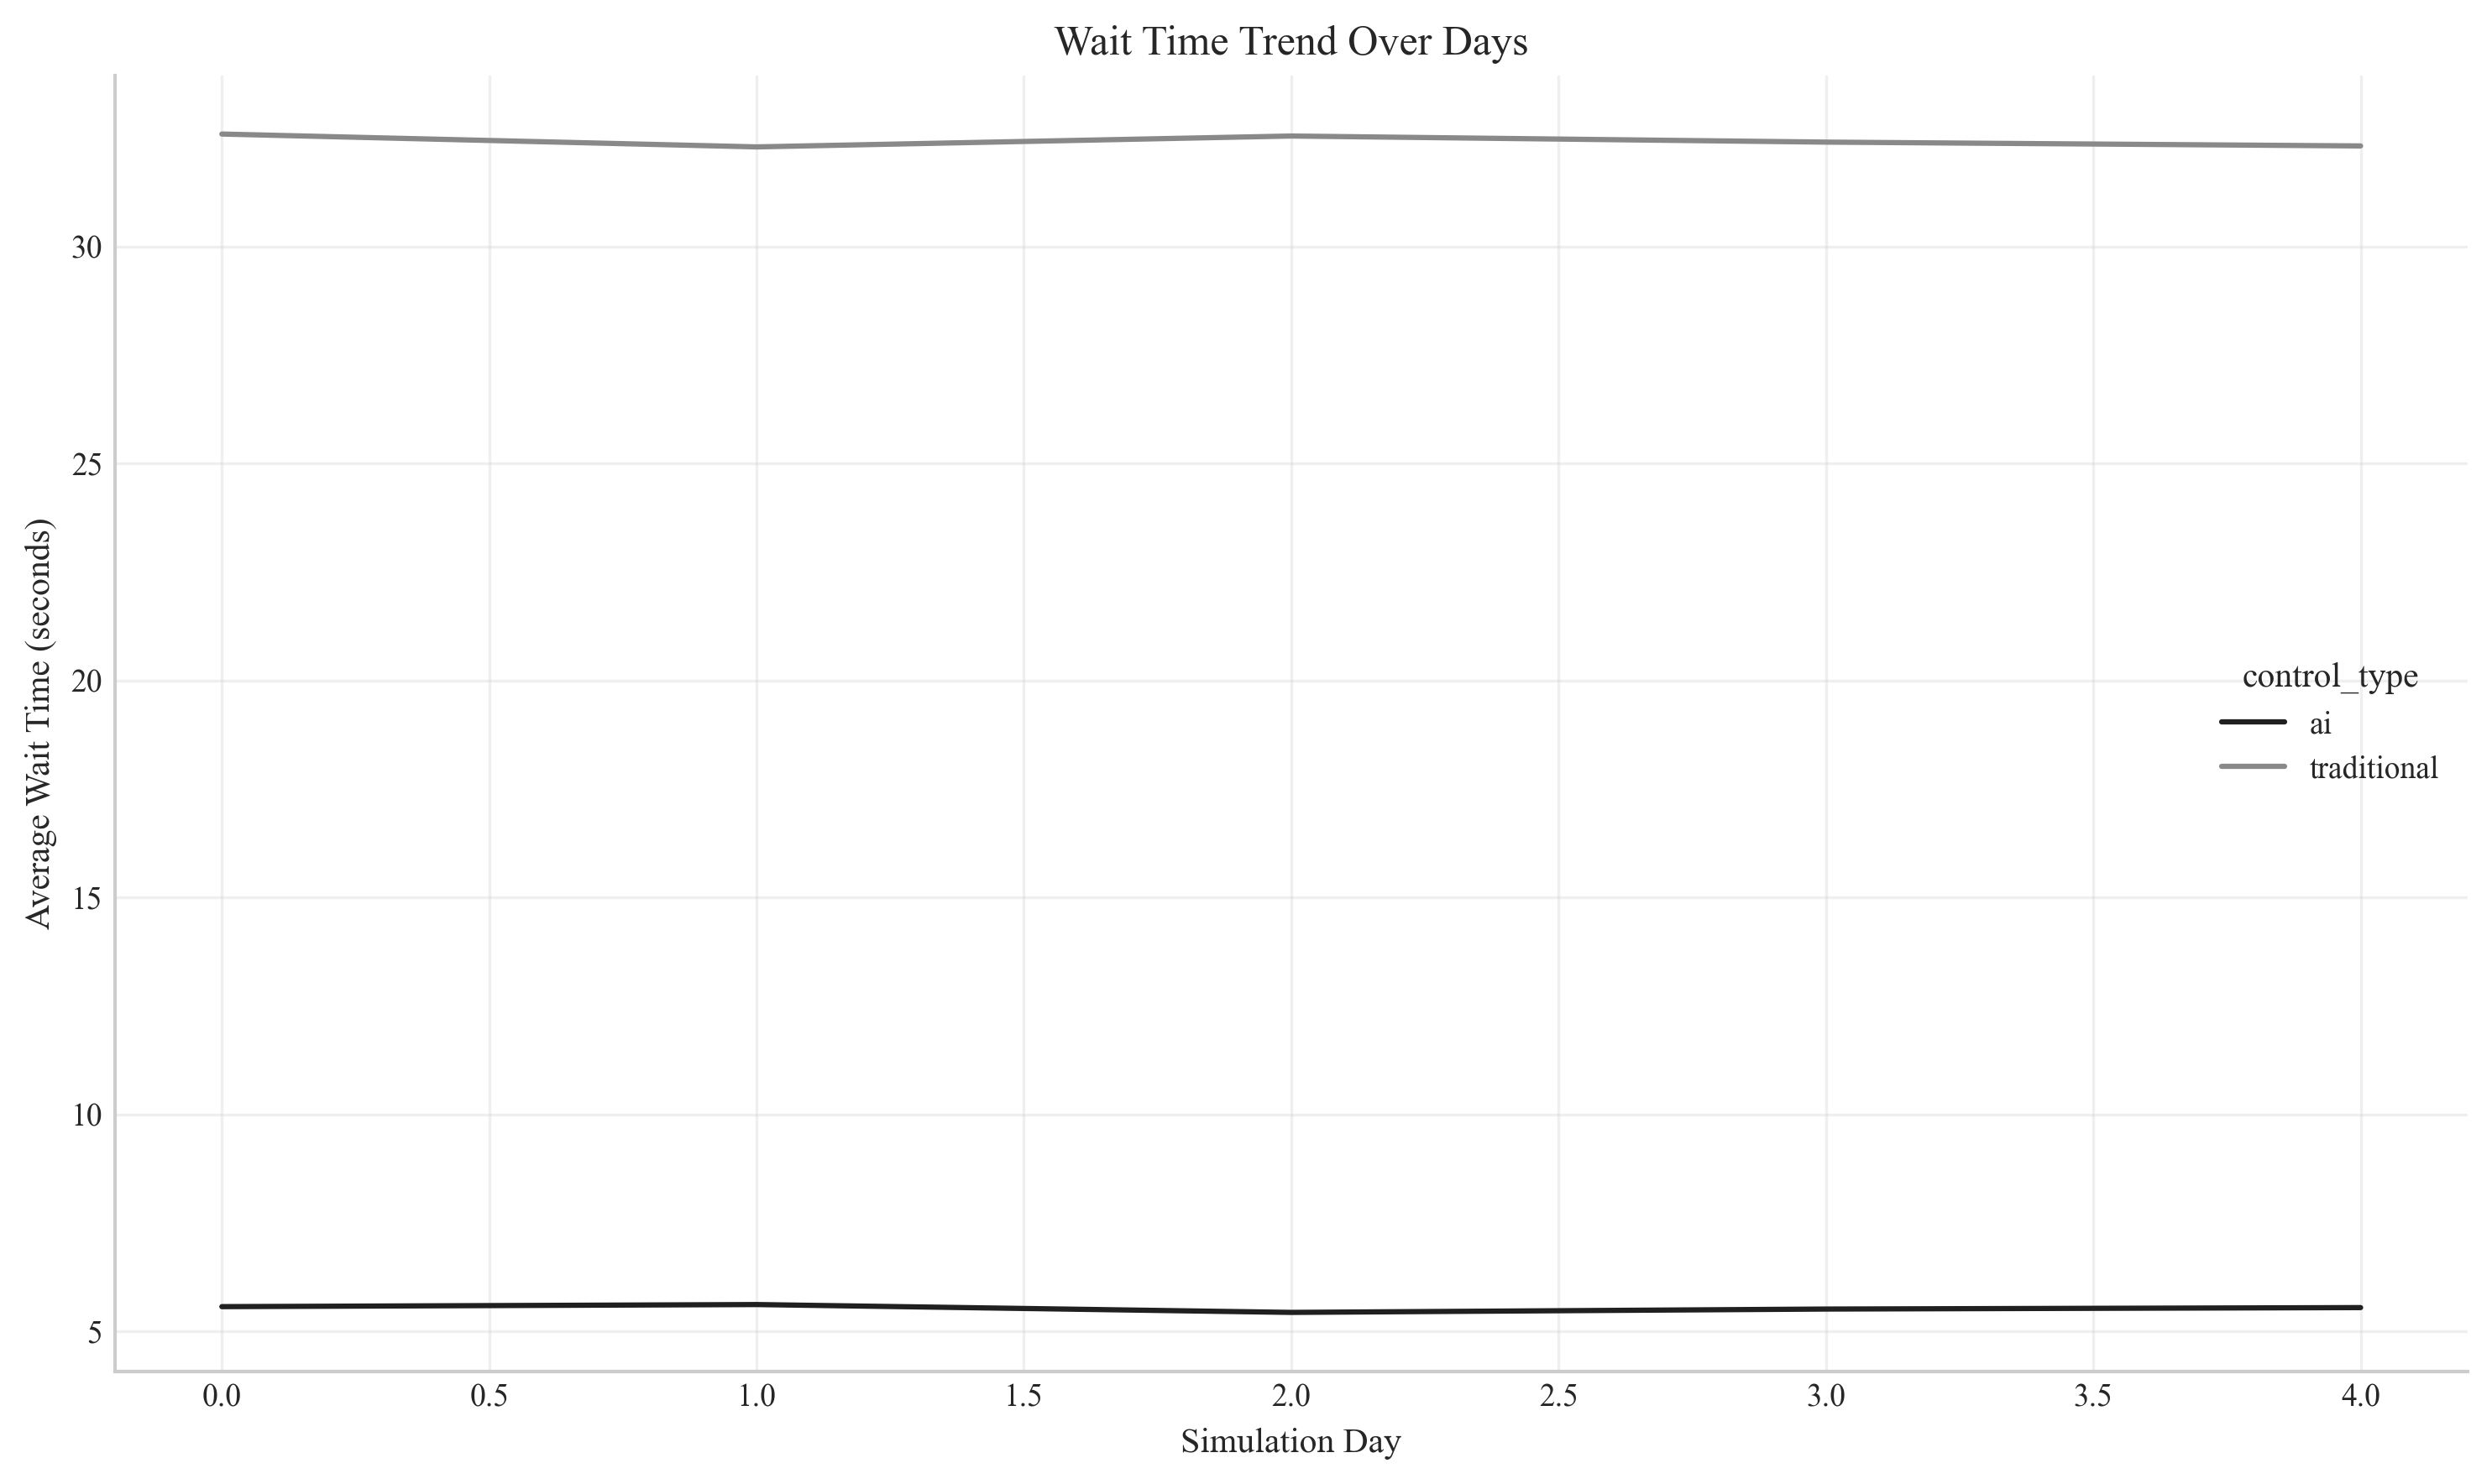 Wait Time Trend Over Days
Average Wait Time (seconds)
30
25
20
15
10
5
control_type
ai
traditional
0.0 0.5 1.0 1.5 2.0 2.5 3.0 3.5 4.0
Simulation Day